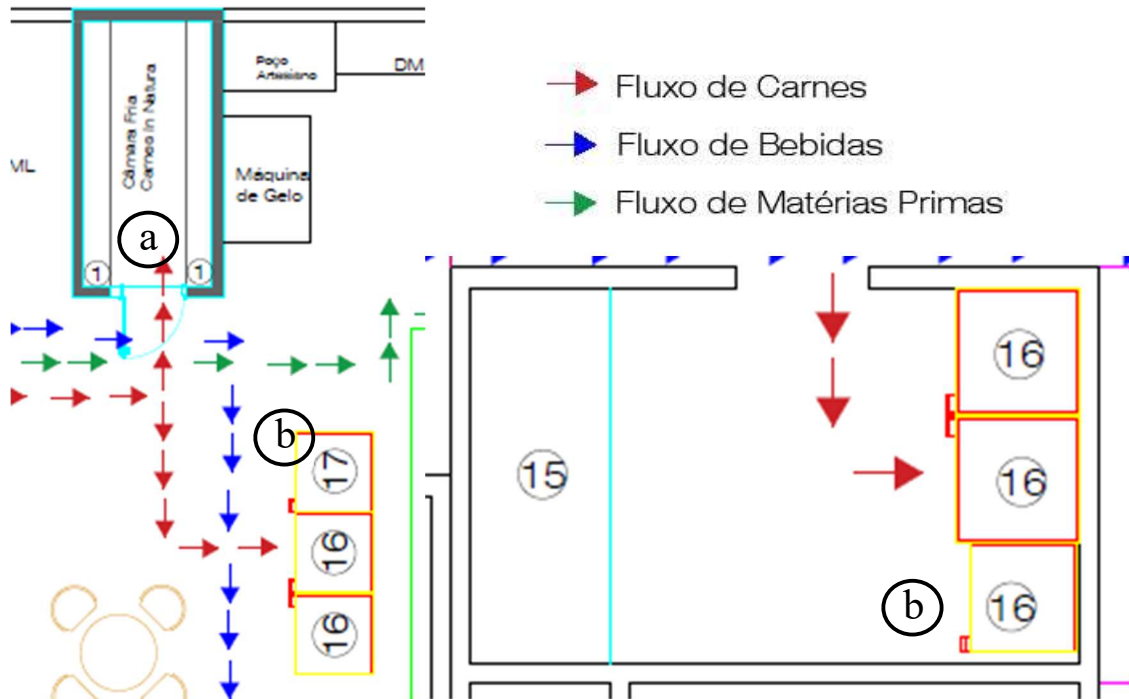 Câmara Fria
Carnes In Natura
Poço
Artesiano
DM
ML
Máquina
de Gelo
a
1
1
b
17
16
16
Fluxo de Carnes
Fluxo de Bebidas
Fluxo de Matérias Primas
15
16
16
b
16